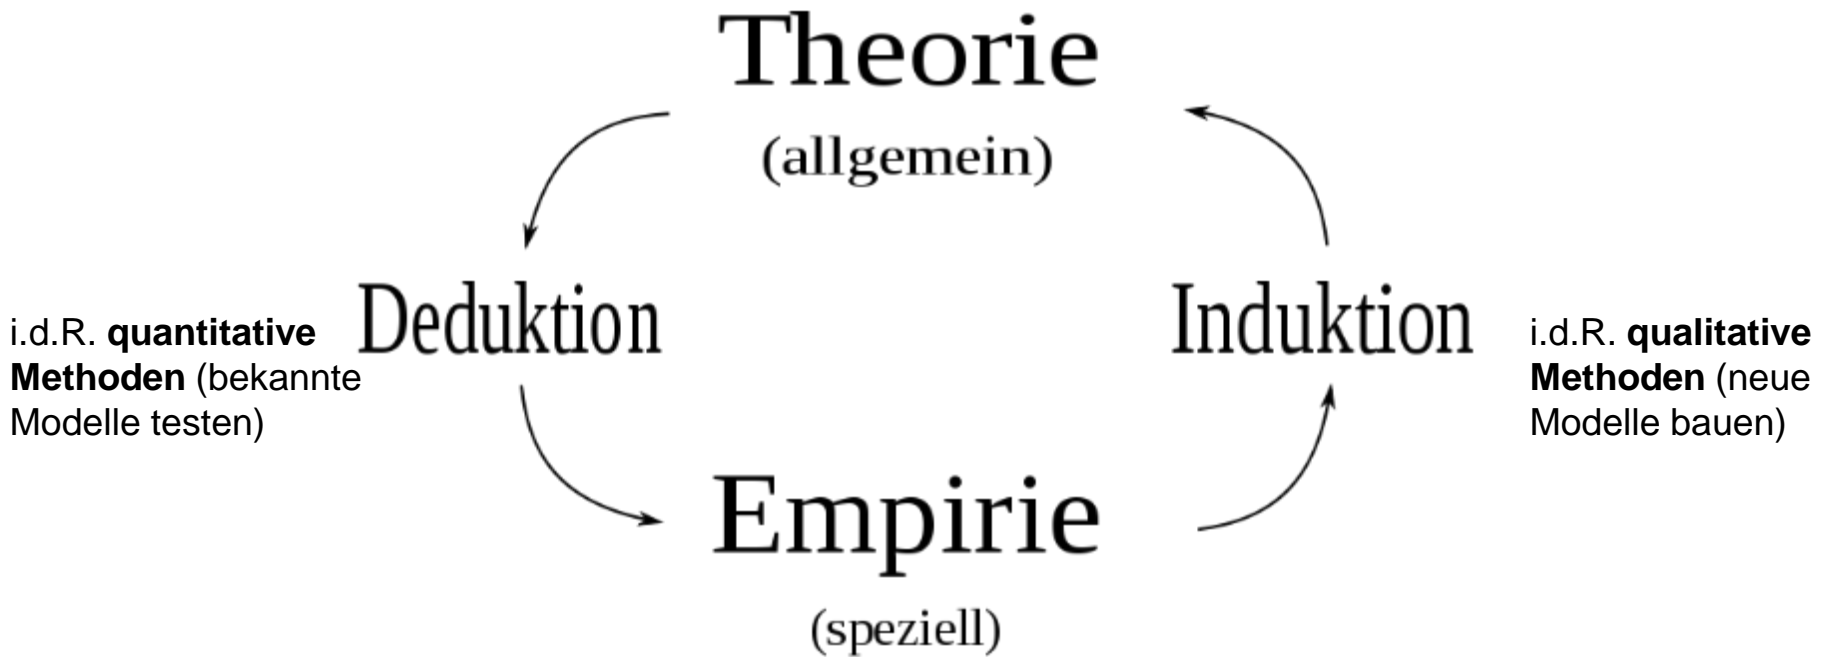 Theorie
(allgemein)
Deduktion
Induktion
i.d.R. quantitative
Methoden (bekannte
Modelle testen)
i.d.R. qualitative
Methoden (neue
Modelle bauen)
Empirie
(speziell)